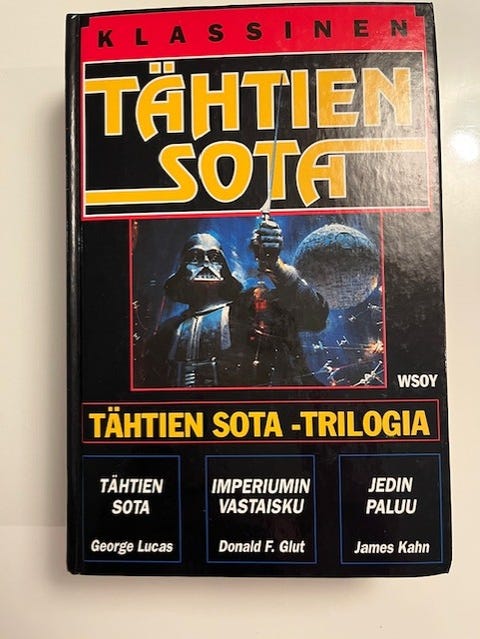 KLASSINEN
TÄHTIEN
SOTA
WSOY
TÄHTIEN SOTA -TRILOGIA
TÄHTIEN
SOTA
George Lucas
IMPERIUMIN
VASTAISKU
Donald F. Glut
JEDIN
PALUU
James Kahn